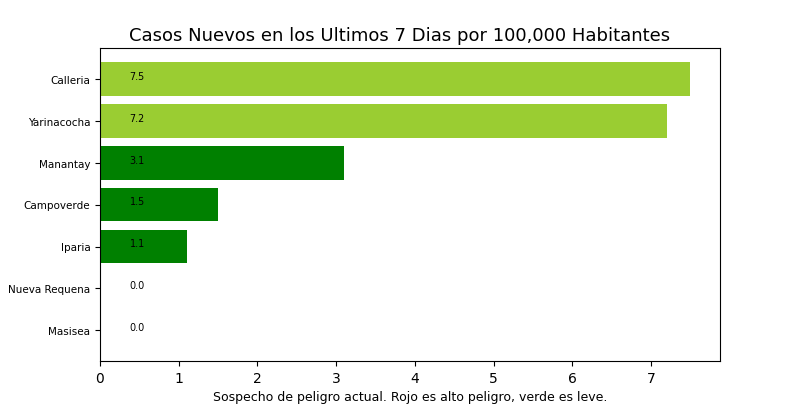 Casos Nuevos en los Ultimos 7 Dias por 100,000 Habitantes
Calleria 7.5
Yarinacocha 7.2
Manantay 3.1
Campoverde 1.5
Iparia 1.1
Nueva Requena 0.0
Masisea 0.0
0 1 2 3 4 5 6 7
Sospecho de peligro actual. Rojo es alto peligro, verde es leve.